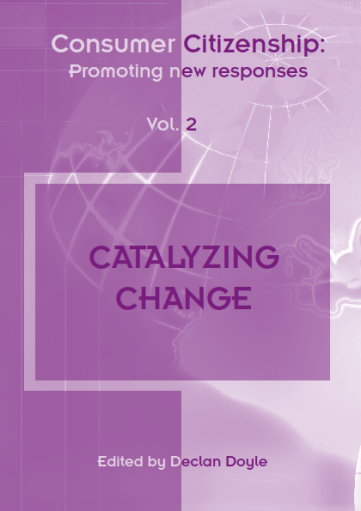 Consumer Citizenship:
Promoting new responses
Vol. 2
CATALYZING
CHANGE
Edited by Declan Doyle